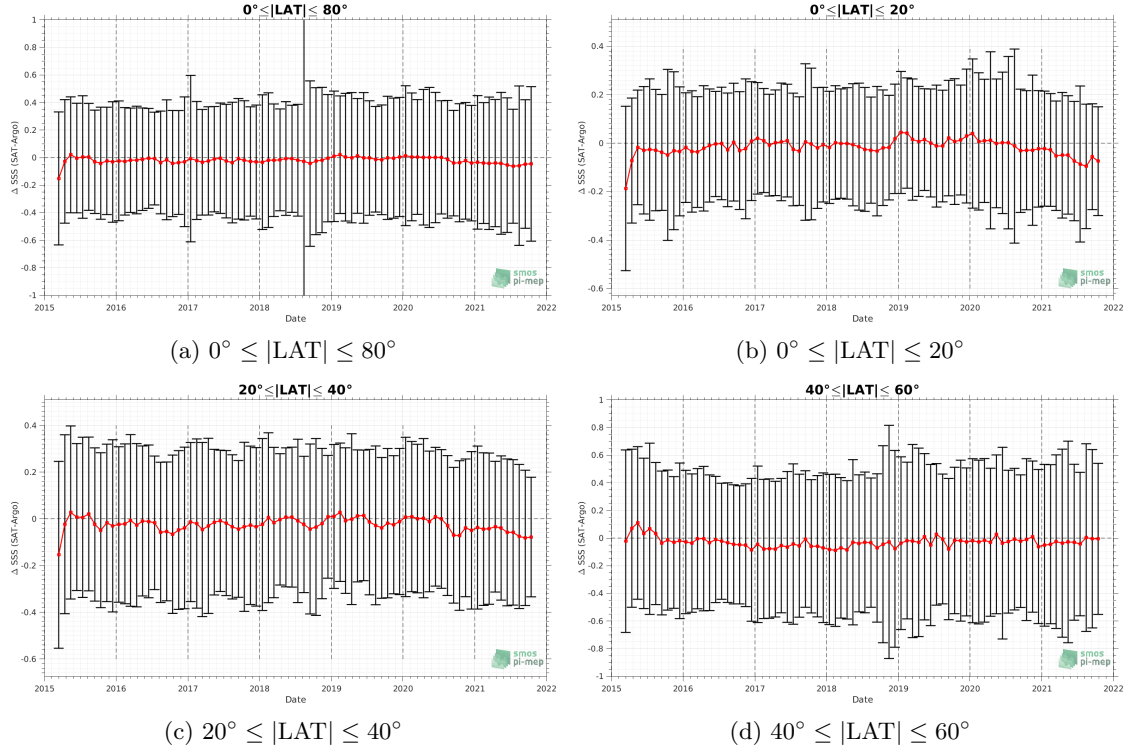 0°≤|LAT|≤ 80°
Δ SSS (SAT-Argo)
1
0.8
0.6
0.4
0.2
0
-0.2
-0.4
-0.6
-0.8
-1
2015 2016 2017 2018 2019 2020 2021 2022
Date
smos
pi-mep
(a) 0° ≤ |LAT| ≤ 80°
0°≤|LAT|≤ 20°
Δ SSS (SAT-Argo)
0.4
0.2
0
-0.2
-0.4
-0.6
2015 2016 2017 2018 2019 2020 2021 2022
Date
smos
pi-mep
(b) 0° ≤ |LAT| ≤ 20°
20°≤|LAT|≤ 40°
Δ SSS (SAT-Argo)
0.4
0.2
0
-0.2
-0.4
-0.6
2015 2016 2017 2018 2019 2020 2021 2022
Date
smos
pi-mep
(c) 20° ≤ |LAT| ≤ 40°
40°≤|LAT|≤ 60°
Δ SSS (SAT-Argo)
1
0.8
0.6
0.4
0.2
0
-0.2
-0.4
-0.6
-0.8
-1
2015 2016 2017 2018 2019 2020 2021 2022
Date
smos
pi-mep
(d) 40° ≤ |LAT| ≤ 60°